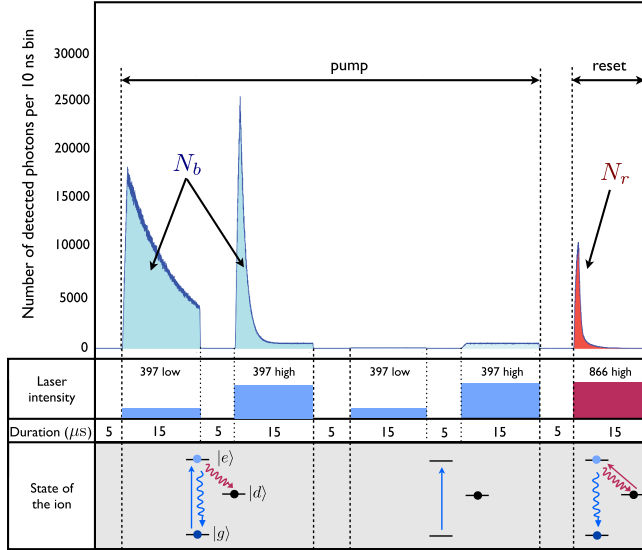 Number of detected photons per 10 ns bin
30000
25000
20000
15000
10000
5000
0
pump
reset
N_b
N_r
Laser intensity
397 low
397 high
397 low
397 high
866 high
Duration (μs)
5 15 5 15 5 15 5 15 5 15
State of
the ion
|e⟩
|d⟩
|g⟩